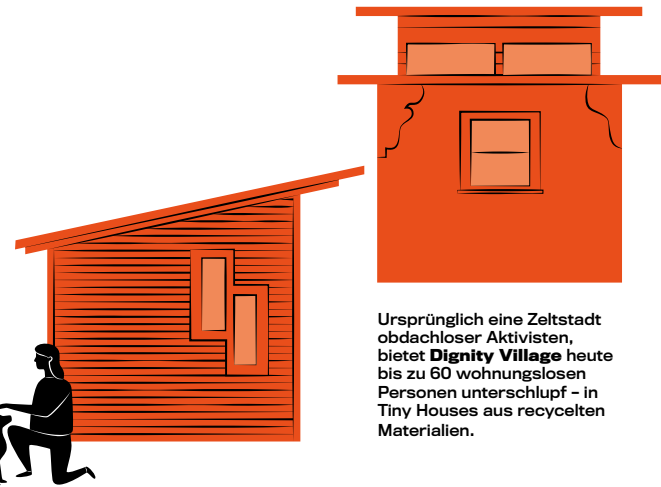 Ursprünglich eine Zeltstadt
obdachloser Aktivisten,
bietet Dignity Village heute
bis zu 60 wohnungslosen
Personen unterschlupf – in
Tiny Houses aus recycelten
Materialien.